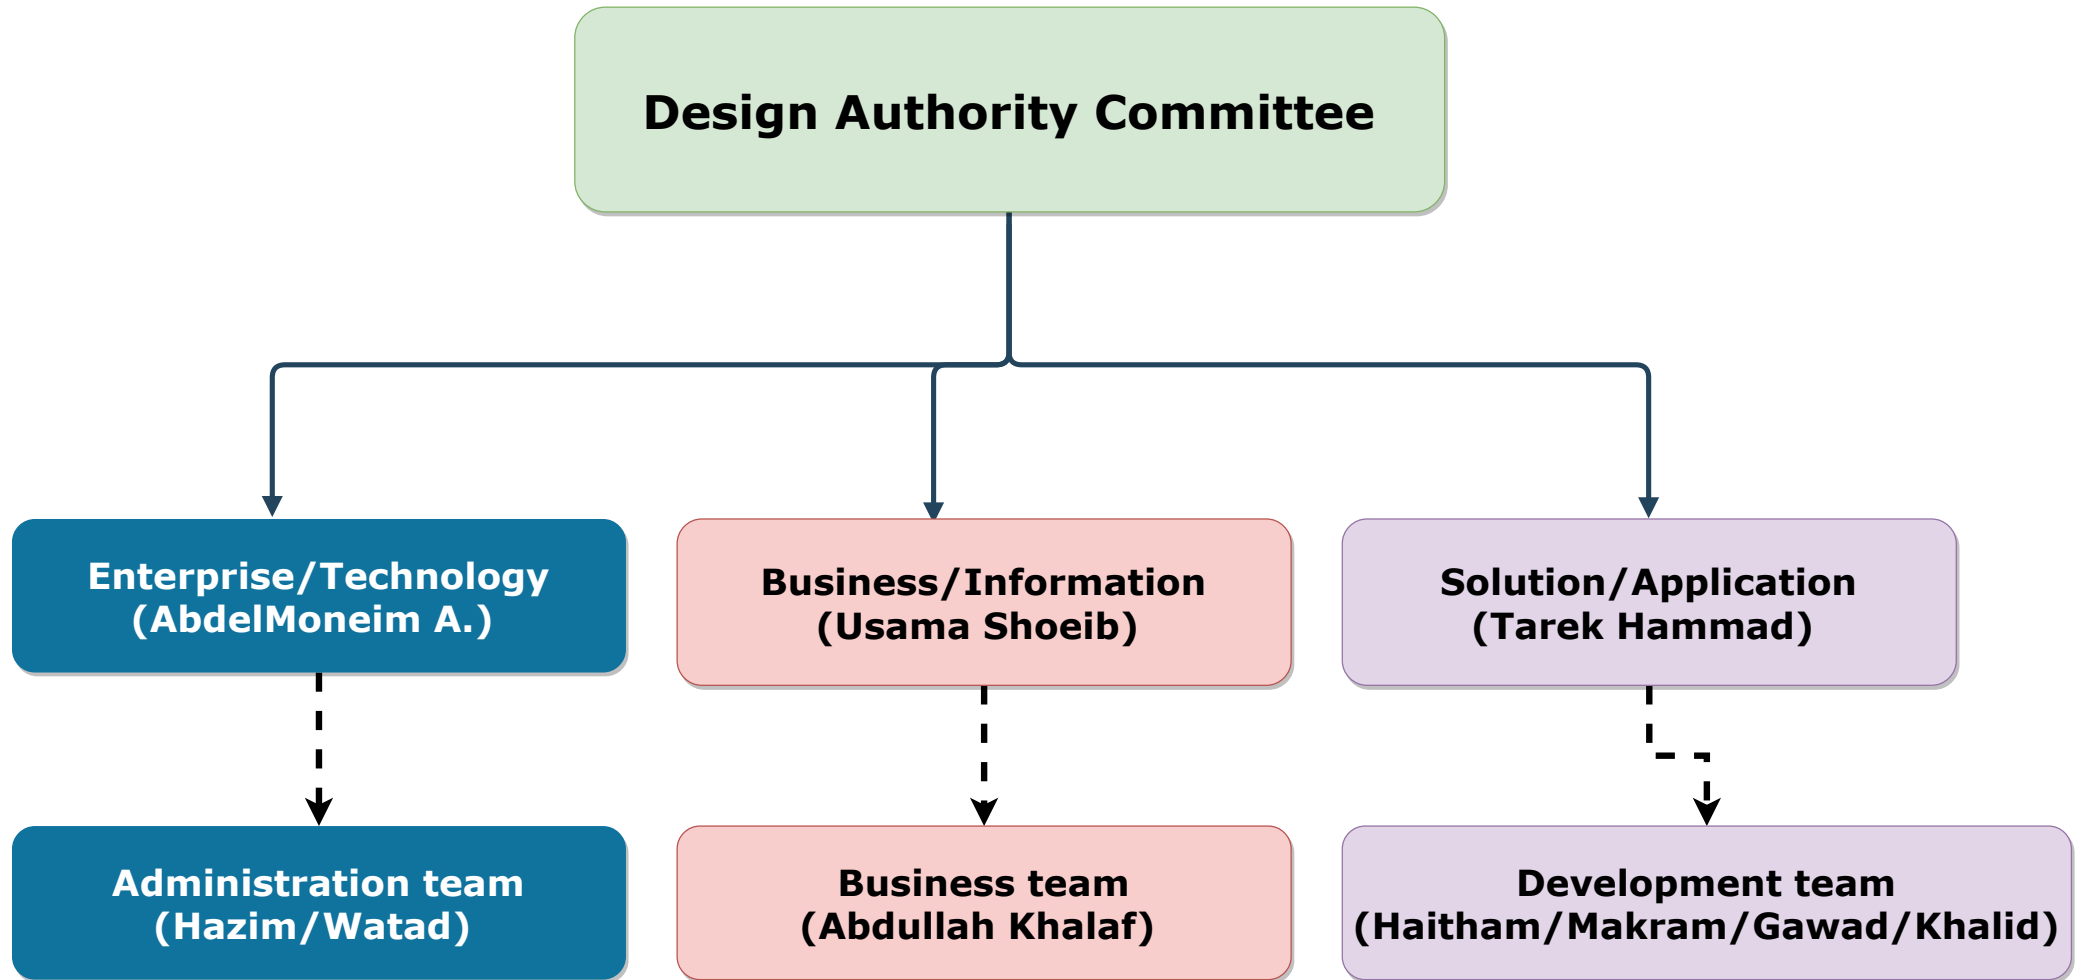 Design Authority Committee
Enterprise/Technology
(AbdelMoneim A.)
Business/Information
(Usama Shoeib)
Solution/Application
(Tarek Hammad)
Administration team
(Hazim/Watad)
Business team
(Abdullah Khalaf)
Development team
(Haitham/Makram/Gawad/Khalid)